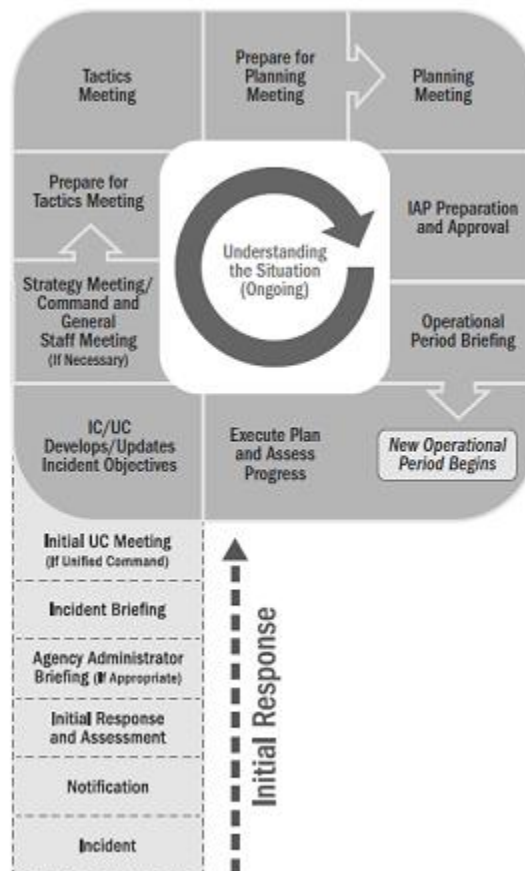 Tactics
Meeting
Prepare for
Planning
Meeting
Planning
Meeting
Prepare for
Tactics Meeting
IAP Preparation
and Approval
Understanding
the Situation
(Ongoing)
Strategy Meeting/
Command and
General
Staff Meeting
(If Necessary)
Operational
Period Briefing
IC/UC
Develops/Updates
Incident Objectives
Execute Plan
and Assess
Progress
New Operational
Period Begins
Initial UC Meeting
(If Unified Command)
Incident Briefing
Agency Administrator
Briefing (If Appropriate)
Initial Response
and Assessment
Notification
Incident
Initial Response